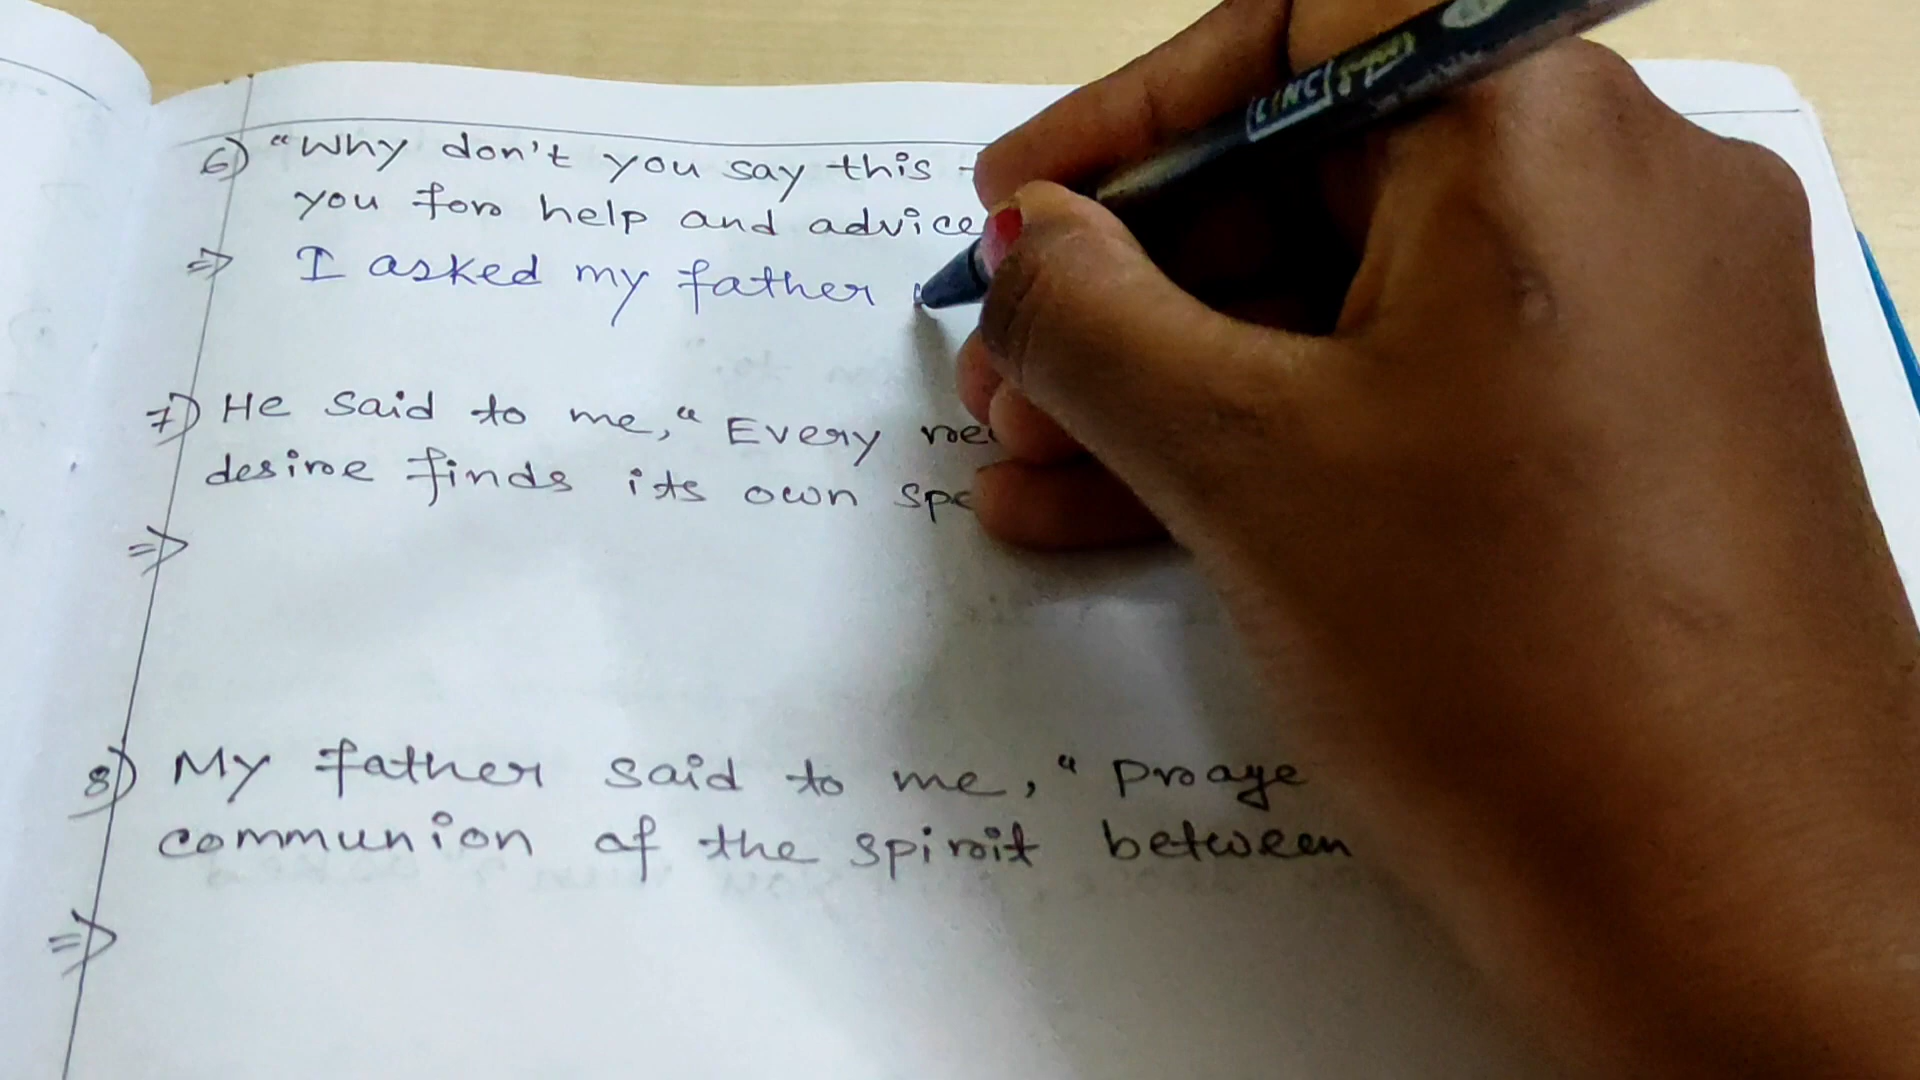 6) "Why don't you say this
you for help and advice
⇒ I asked my father
7) He said to me, "Every
desire finds its own
⇒
8) My father said to me, "Praye
communion of the spirit between
⇒
LINC